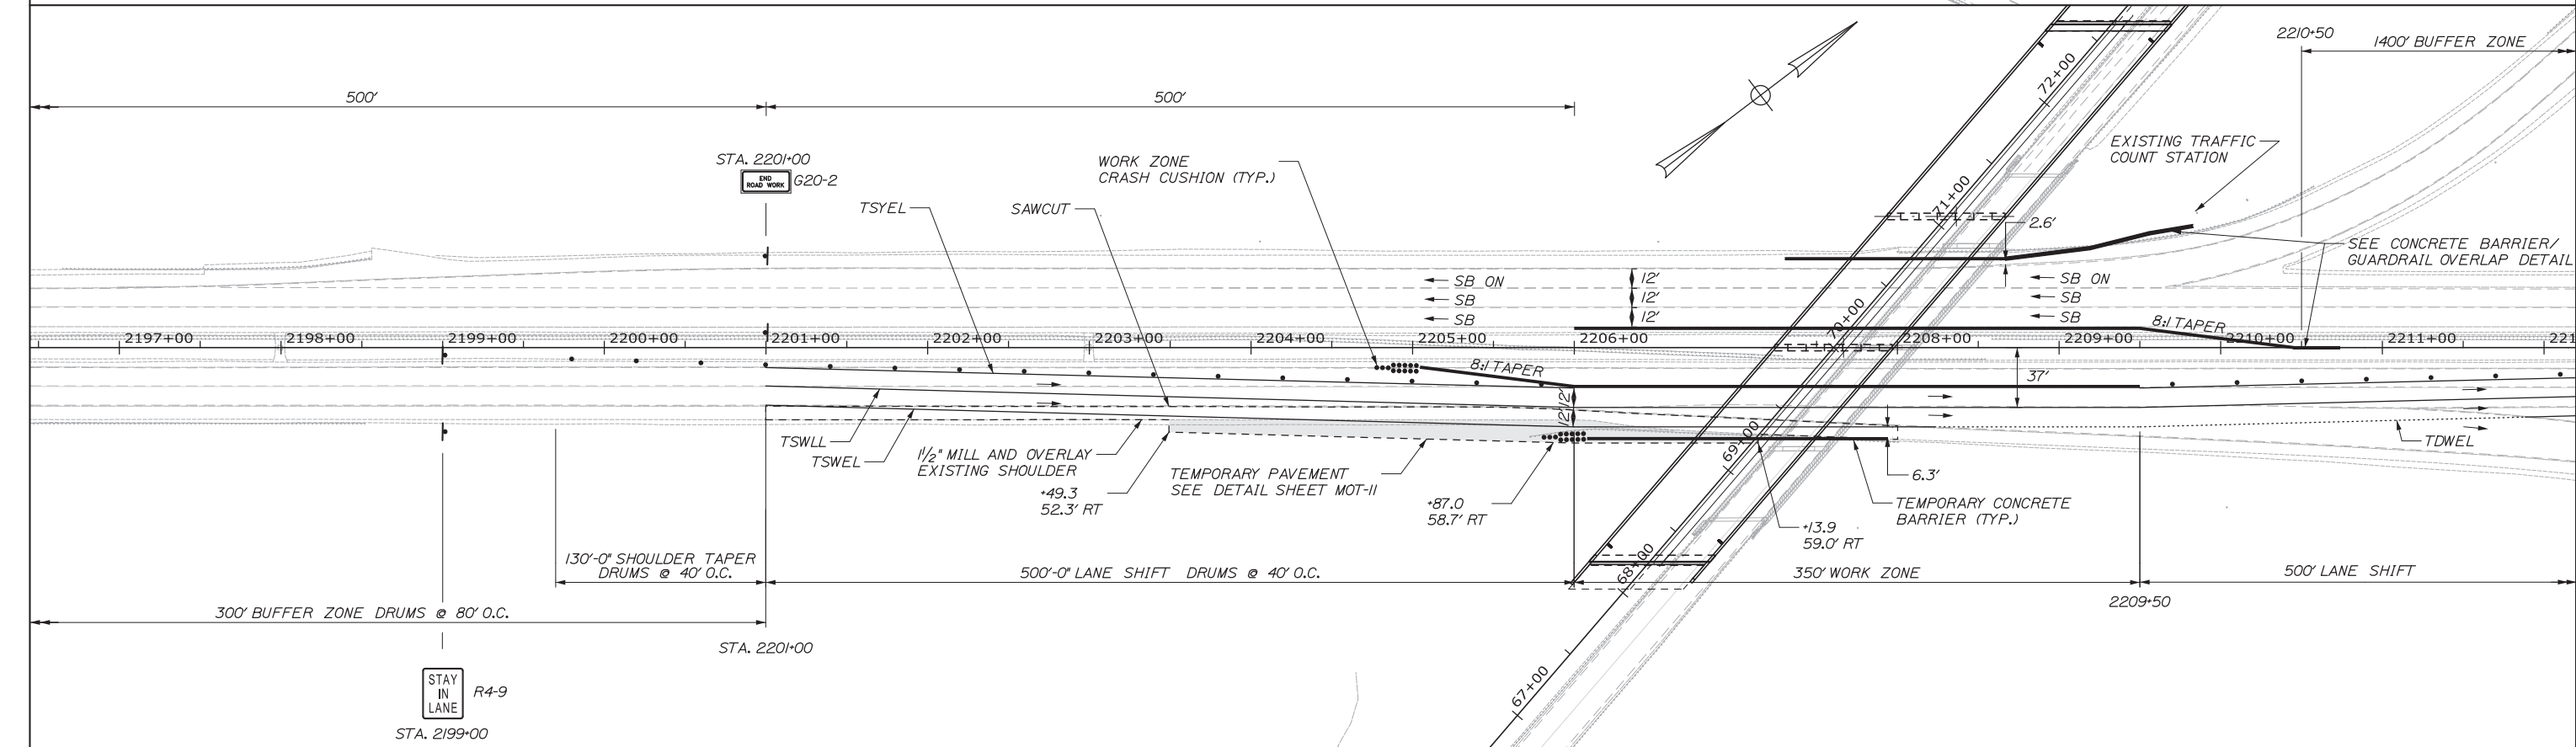 2210+50
1400' BUFFER ZONE
500'
500'
72+00
EXISTING TRAFFIC
COUNT STATION
STA. 2201+00
END
ROAD WORK
G20-2
WORK ZONE
CRASH CUSHION (TYP.)
TSYEL
SAWCUT
71+00
2.6'
SEE CONCRETE BARRIER/
GUARDRAIL OVERLAP DETAIL
SB ON
12'
SB ON
SB
12'
SB
SB
12'
SB
70+00
8:1 TAPER
2197+00
2198+00
2199+00
2200+00
2201+00
2202+00
2203+00
2204+00
2205+00
2206+00
2208+00
2209+00
2210+00
2211+00
221
8:1 TAPER
37'
12'
12'
TSWLL
TSWEL
1½" MILL AND OVERLAY
EXISTING SHOULDER
TEMPORARY PAVEMENT
SEE DETAIL SHEET MOT-11
69+00
TDWEL
6.3'
+49.3
52.3' RT
+87.0
58.7' RT
TEMPORARY CONCRETE
BARRIER (TYP.)
+13.9
59.0' RT
130'-0" SHOULDER TAPER
DRUMS @ 40' O.C.
500'-0" LANE SHIFT DRUMS @ 40' O.C.
68+00
350' WORK ZONE
500' LANE SHIFT
2209+50
300' BUFFER ZONE DRUMS @ 80' O.C.
STA. 2201+00
STAY
IN
LANE
R4-9
67+00
STA. 2199+00